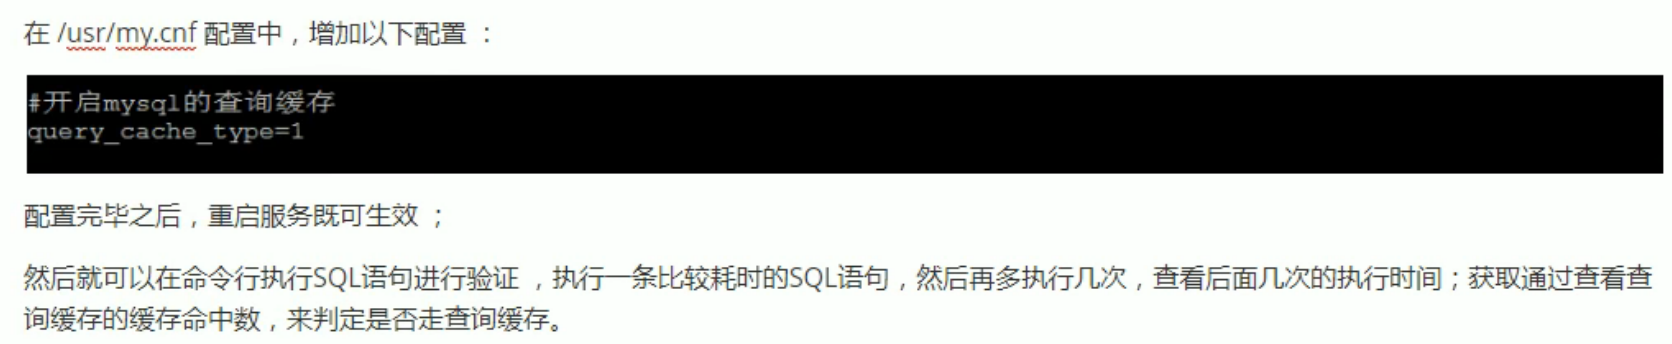 在 /usr/my.cnf 配置中，增加以下配置 ：
#开启mysql的查询缓存
query_cache_type=1
配置完毕之后，重启服务既可生效 ；
然后就可以在命令行执行SQL语句进行验证 ，执行一条比较耗时的SQL语句，然后再多执行几次，查看后面几次的执行时间；获取通过查看查
询缓存的缓存命中数，来判定是否走查询缓存。